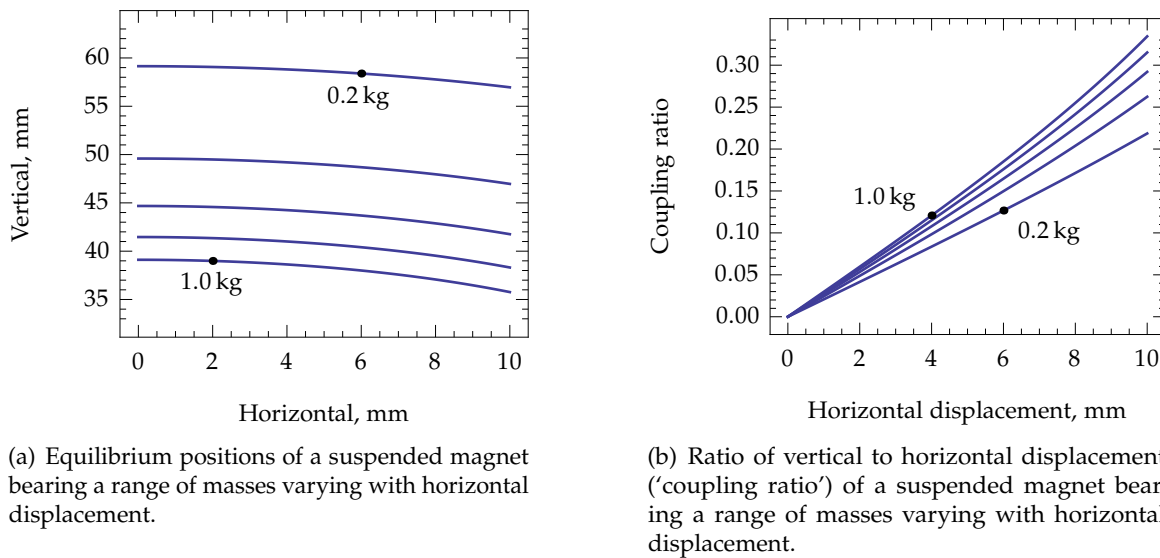 60
55
50
45
40
35
0 2 4 6 8 10
Vertical, mm
Horizontal, mm
0.2 kg
1.0 kg
(a) Equilibrium positions of a suspended magnet
bearing a range of masses varying with horizontal
displacement.
0.30
0.25
0.20
0.15
0.10
0.05
0.00
0 2 4 6 8 10
Coupling ratio
Horizontal displacement, mm
1.0 kg
0.2 kg
(b) Ratio of vertical to horizontal displacement
(‘coupling ratio’) of a suspended magnet bear
ing a range of masses varying with horizontal
displacement.